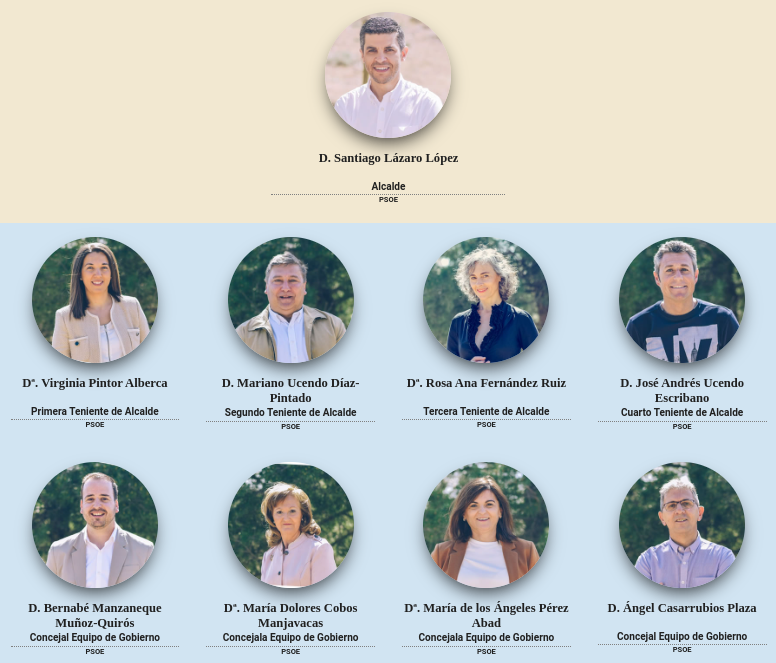 D. Santiago Lázaro López
Alcalde
PSOE
Dª. Virginia Pintor Alberca
Primera Teniente de Alcalde
PSOE
D. Mariano Ucendo Díaz-
Pintado
Segundo Teniente de Alcalde
PSOE
Dª. Rosa Ana Fernández Ruiz
Tercera Teniente de Alcalde
PSOE
D. José Andrés Ucendo
Escribano
Cuarto Teniente de Alcalde
PSOE
D. Bernabé Manzaneque
Muñoz-Quirós
Concejal Equipo de Gobierno
PSOE
Dª. María Dolores Cobos
Manjavacas
Concejala Equipo de Gobierno
PSOE
Dª. María de los Ángeles Pérez
Abad
Concejala Equipo de Gobierno
PSOE
D. Ángel Casarrubios Plaza
Concejal Equipo de Gobierno
PSOE